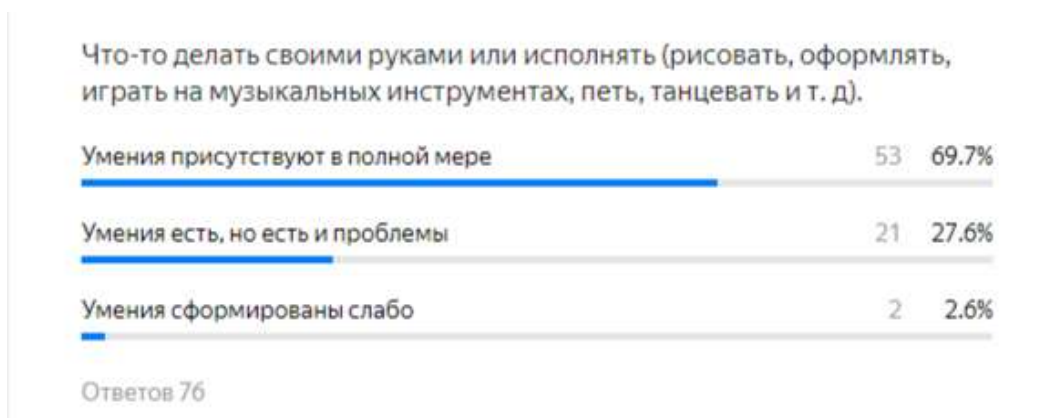 Что-то делать своими руками или исполнять (рисовать, оформлять,
играть на музыкальных инструментах, петь, танцевать и т. д).
Умения присутствуют в полной мере 53 69.7%
Умения есть, но есть и проблемы 21 27.6%
Умения сформированы слабо 2 2.6%
Ответов 76